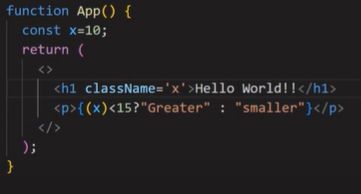 function App() {
const x=10;
return (
<>
<h1 className='x'>Hello World!!</h1>
<p>{(x)<15?"Greater" : "smaller"}</p>
</>
);
}